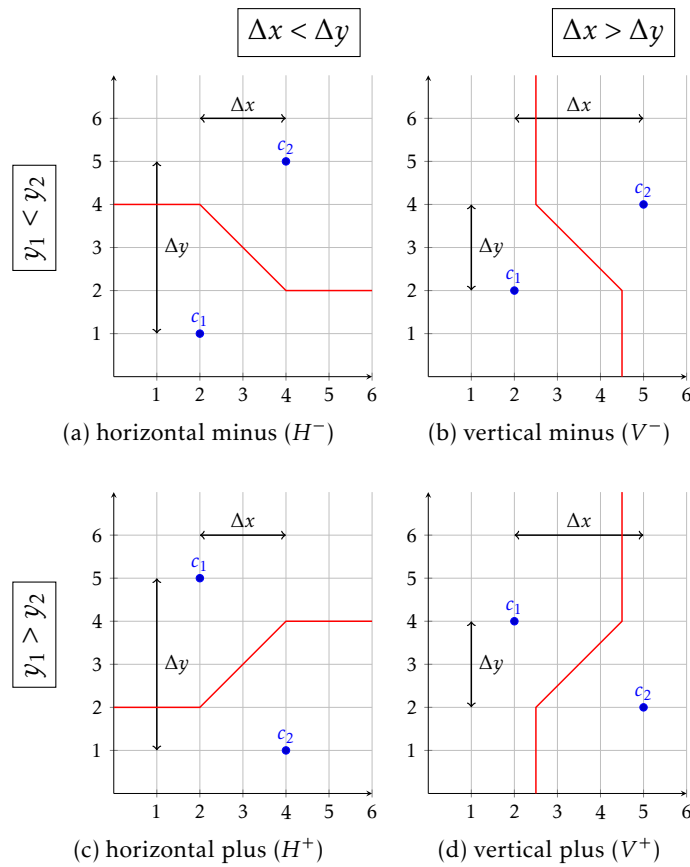 Δx < Δy
Δx > Δy
y₁ < y₂
6
5
4
3
2
1
Δx
c₂
Δy
c₁
1 2 3 4 5 6
(a) horizontal minus (H⁻)
6
5
4
3
2
1
Δx
c₂
Δy
c₁
1 2 3 4 5 6
(b) vertical minus (V⁻)
y₁ > y₂
6
5
4
3
2
1
Δx
c₁
Δy
c₂
1 2 3 4 5 6
(c) horizontal plus (H⁺)
6
5
4
3
2
1
Δx
c₁
Δy
c₂
1 2 3 4 5 6
(d) vertical plus (V⁺)